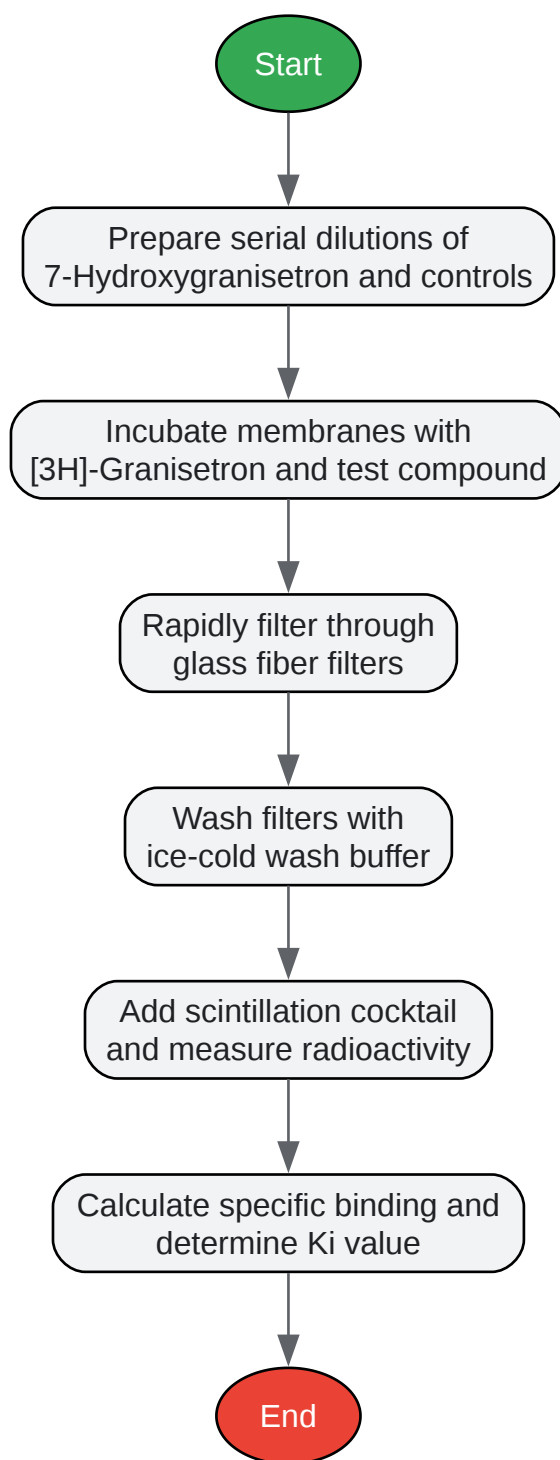 Start
Prepare serial dilutions of
7-Hydroxygranisetron and controls
Incubate membranes with
[3H]-Granisetron and test compound
Rapidly filter through
glass fiber filters
Wash filters with
ice-cold wash buffer
Add scintillation cocktail
and measure radioactivity
Calculate specific binding and
determine Ki value
End